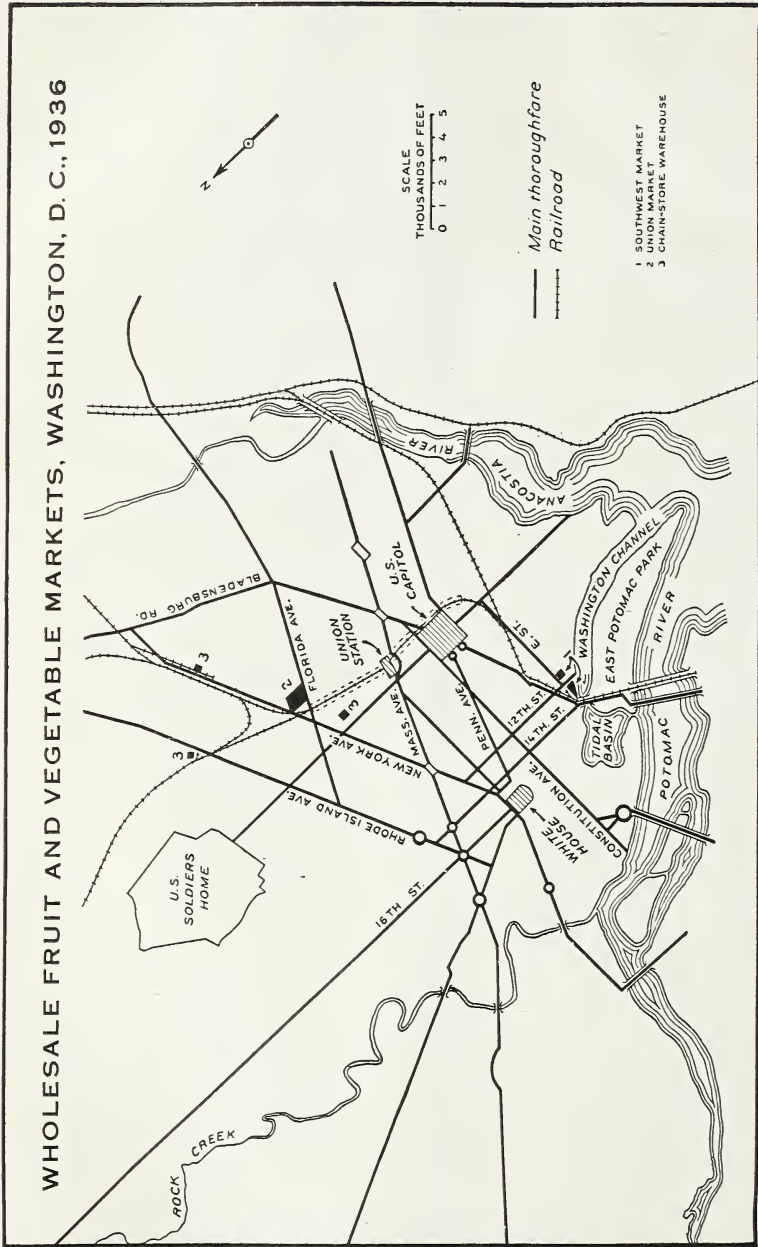 WHOLESALE FRUIT AND VEGETABLE MARKETS, WASHINGTON, D. C., 1936
N
SCALE
THOUSANDS OF FEET
0 1 2 3 4 5
Main thoroughfare
Railroad
1 SOUTHWEST MARKET
2 UNION MARKET
3 CHAIN-STORE WAREHOUSE
ROCK CREEK
U.S.
SOLDIERS
HOME
16TH ST.
RHODE ISLAND AVE.
NEW YORK AVE.
BLADENSBURG RD.
FLORIDA AVE.
MASS. AVE.
UNION
STATION
U.S.
CAPITOL
PENN. AVE.
WHITE
HOUSE
CONSTITUTION AVE.
12TH ST.
14TH ST.
E. ST.
TIDAL
BASIN
WASHINGTON CHANNEL
EAST POTOMAC PARK
POTOMAC RIVER
ANACOSTIA RIVER
3
3
2
3
1